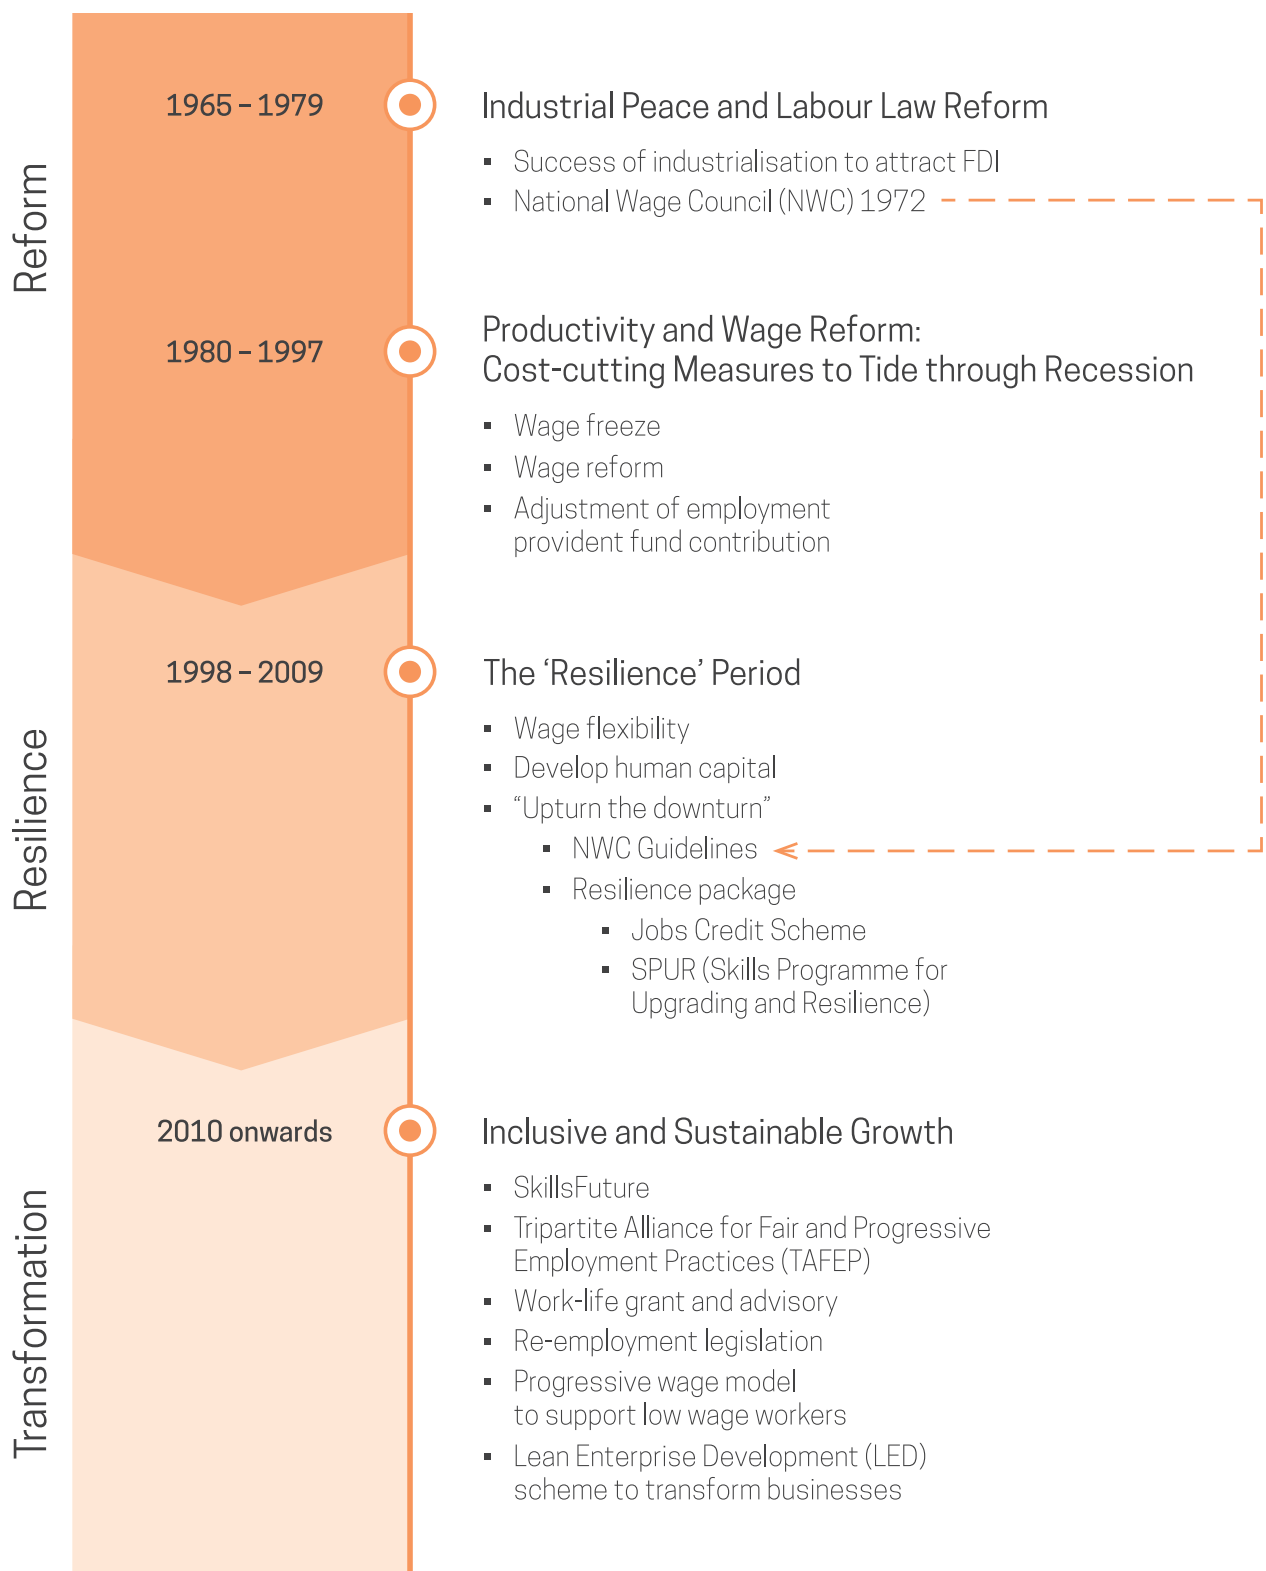 Reform
1965 – 1979
Industrial Peace and Labour Law Reform
▪ Success of industrialisation to attract FDI
▪ National Wage Council (NWC) 1972
1980 – 1997
Productivity and Wage Reform:
Cost-cutting Measures to Tide through Recession
▪ Wage freeze
▪ Wage reform
▪ Adjustment of employment
provident fund contribution
Resilience
1998 – 2009
The ‘Resilience’ Period
▪ Wage flexibility
▪ Develop human capital
▪ “Upturn the downturn”
▪ NWC Guidelines
▪ Resilience package
▪ Jobs Credit Scheme
▪ SPUR (Skills Programme for
Upgrading and Resilience)
Transformation
2010 onwards
Inclusive and Sustainable Growth
▪ SkillsFuture
▪ Tripartite Alliance for Fair and Progressive
Employment Practices (TAFEP)
▪ Work-life grant and advisory
▪ Re-employment legislation
▪ Progressive wage model
to support low wage workers
▪ Lean Enterprise Development (LED)
scheme to transform businesses